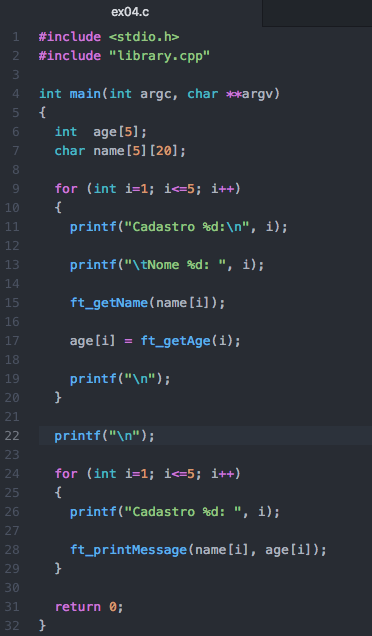 ex04.c
1 #include <stdio.h>
2 #include "library.cpp"
3
4 int main(int argc, char **argv)
5 {
6   int  age[5];
7   char name[5][20];
8
9   for (int i=1; i<=5; i++)
10   {
11     printf("Cadastro %d:\n", i);
12
13     printf("\tNome %d: ", i);
14
15     ft_getName(name[i]);
16
17     age[i] = ft_getAge(i);
18
19     printf("\n");
20   }
21
22   printf("\n");
23
24   for (int i=1; i<=5; i++)
25   {
26     printf("Cadastro %d: ", i);
27
28     ft_printMessage(name[i], age[i]);
29   }
30
31   return 0;
32 }